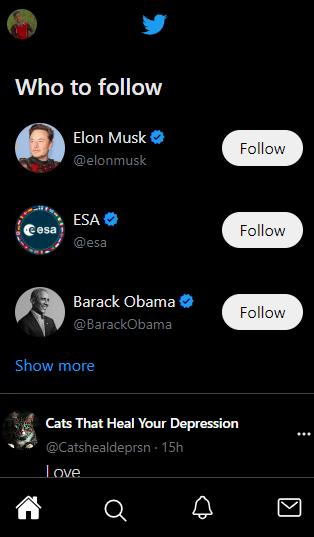 Who to follow
Elon Musk
@elonmusk
Follow
esa
ESA
@esa
Follow
Barack Obama
@BarackObama
Follow
Show more
Cats That Heal Your Depression
@Catshealdeprsn · 15h
Love